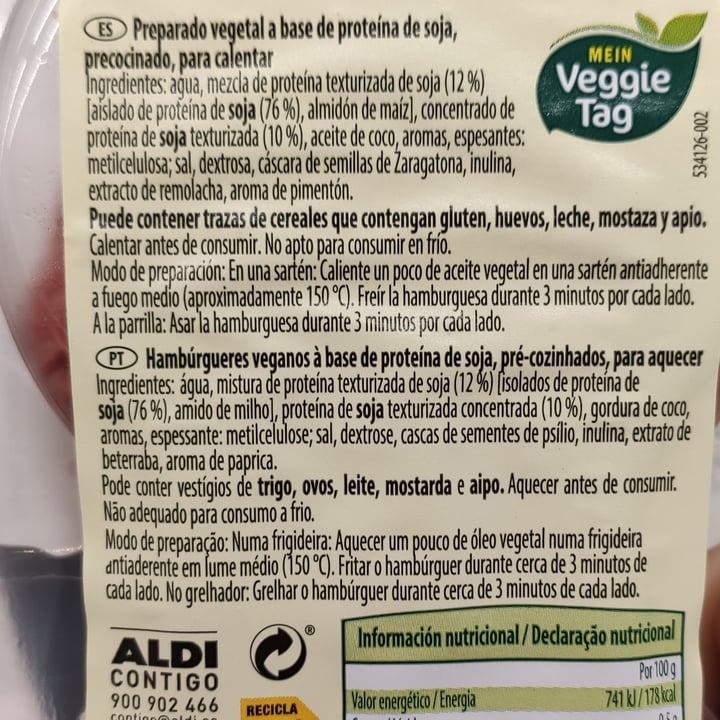 ES Preparado vegetal a base de proteína de soja,
precocinado, para calentar
Ingredientes: agua, mezcla de proteína texturizada de soja (12 %)
[aislado de proteína de soja (76 %), almidón de maíz], concentrado de
proteína de soja texturizada (10 %), aceite de coco, aromas, espesantes:
metilcelulosa; sal, dextrosa, cáscara de semillas de Zaragatona, inulina,
extracto de remolacha, aroma de pimentón.
Puede contener trazas de cereales que contengan gluten, huevos, leche, mostaza y apio.
Calentar antes de consumir. No apto para consumir en frío.
Modo de preparación: En una sartén: Caliente un poco de aceite vegetal en una sartén antiadherente
a fuego medio (aproximadamente 150 °C). Freír la hamburguesa durante 3 minutos por cada lado.
A la parrilla: Asar la hamburguesa durante 3 minutos por cada lado.
MEIN
Veggie
Tag
534126-002
PT Hambúrgueres veganos à base de proteína de soja, pré-cozinhados, para aquecer
Ingredientes: água, mistura de proteína texturizada de soja (12 %) [isolados de proteína de
soja (76 %), amido de milho], proteína de soja texturizada concentrada (10 %), gordura de coco,
aromas, espessante: metilcelulose; sal, dextrose, cascas de sementes de psílio, inulina, extrato de
beterraba, aroma de paprica.
Pode conter vestígios de trigo, ovos, leite, mostarda e aipo. Aquecer antes de consumir.
Não adequado para consumo a frio.
Modo de preparação: Numa frigideira: Aquecer um pouco de óleo vegetal numa frigideira
antiaderente em lume médio (150 °C). Fritar o hambúrguer durante cerca de 3 minutos de
cada lado. No grelhador: Grelhar o hambúrguer durante cerca de 3 minutos de cada lado.
ALDI
CONTIGO
900 902 466
®
RECICLA
Información nutricional / Declaração nutricional
Por 100 g
Valor energético / Energia 741 kJ / 178 kcal